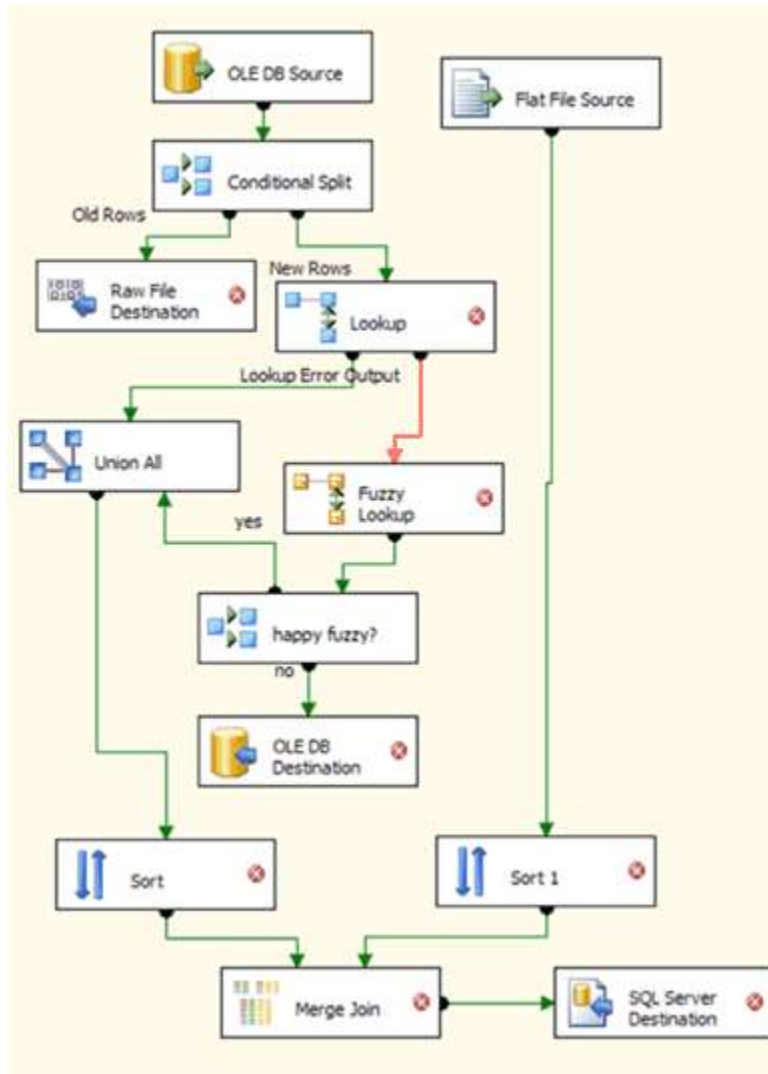 OLE DB Source
Flat File Source
Conditional Split
Old Rows
New Rows
Raw File
Destination
Lookup
Lookup Error Output
Union All
Fuzzy
Lookup
yes
happy fuzzy?
no
OLE DB
Destination
Sort
Sort 1
Merge Join
SQL Server
Destination